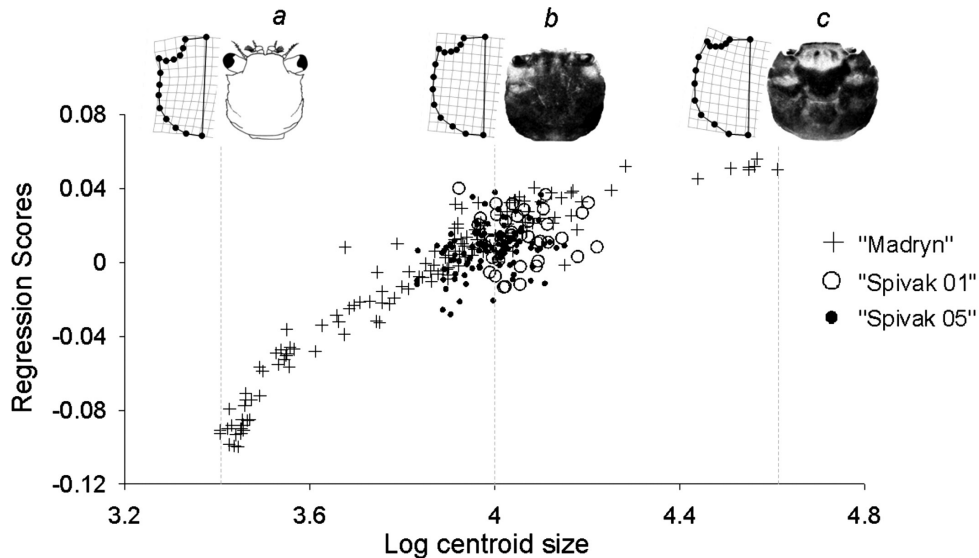 a b c
0.08
0.04
0
-0.04
-0.08
-0.12
Regression Scores
3.2 3.6 4 4.4 4.8
Log centroid size
"Madryn"
"Spivak 01"
"Spivak 05"